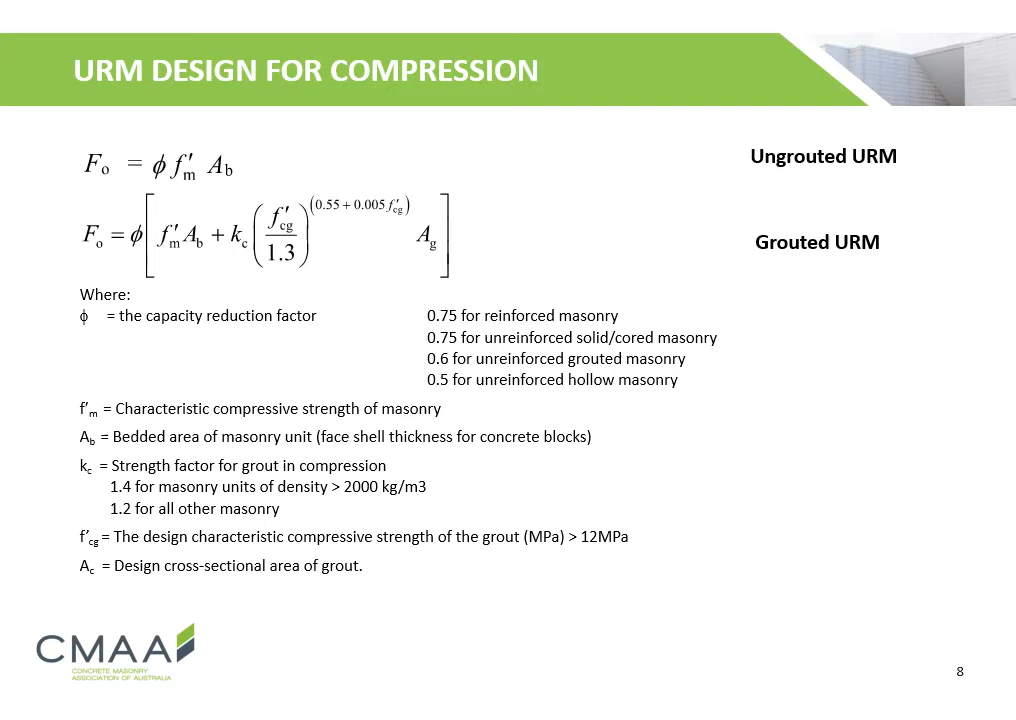 URM DESIGN FOR COMPRESSION
Fₒ = ϕ f′ₘ A_b
Ungrouted URM
Fₒ = ϕ[f′ₘ A_b + k_c (f′_cg / 1.3)^(0.55 + 0.005 f′_cg) A_g]
Grouted URM
Where:
ϕ = the capacity reduction factor 0.75 for reinforced masonry
0.75 for unreinforced solid/cored masonry
0.6 for unreinforced grouted masonry
0.5 for unreinforced hollow masonry
f’ₘ = Characteristic compressive strength of masonry
A_b = Bedded area of masonry unit (face shell thickness for concrete blocks)
k_c = Strength factor for grout in compression
1.4 for masonry units of density > 2000 kg/m3
1.2 for all other masonry
f’_cg = The design characteristic compressive strength of the grout (MPa) > 12MPa
A_c = Design cross-sectional area of grout.
CMAA
CONCRETE MASONRY
ASSOCIATION OF AUSTRALIA
8